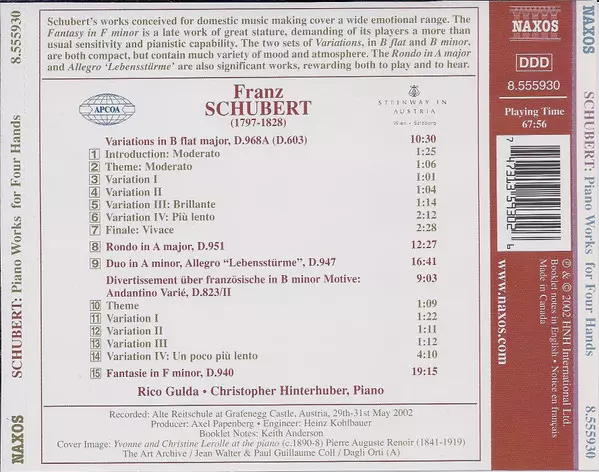 NAXOS SCHUBERT: Piano Works for Four Hands 8.555930
Schubert's works conceived for domestic music making cover a wide emotional range. The
Fantasy in F minor is a late work of great stature, demanding of its players a more than
usual sensitivity and pianistic capability. The two sets of Variations, in B flat and B minor,
are both compact, but contain much variety of mood and atmosphere. The Rondo in A major
and Allegro 'Lebensstürme' are also significant works, rewarding both to play and to hear.
APCOA
Franz
SCHUBERT
(1797-1828)
STEINWAY IN
AUSTRIA
Wien • Salzburg
Variations in B flat major, D.968A (D.603) 10:30
1 Introduction: Moderato 1:25
2 Theme: Moderato 1:06
3 Variation I 1:01
4 Variation II 1:04
5 Variation III: Brillante 1:14
6 Variation IV: Più lento 2:12
7 Finale: Vivace 2:28
8 Rondo in A major, D.951 12:27
9 Duo in A minor, Allegro "Lebensstürme", D.947 16:41
Divertissement über französische in B minor Motive: 9:03
Andantino Varié, D.823/II
10 Theme 1:09
11 Variation I 1:22
12 Variation II 1:11
13 Variation III 1:12
14 Variation IV: Un poco più lento 4:10
15 Fantasie in F minor, D.940 19:15
Rico Gulda • Christopher Hinterhuber, Piano
Recorded: Alte Reitschule at Grafenegg Castle, Austria, 29th-31st May 2002
Producer: Axel Papenberg • Engineer: Heinz Kohlbauer
Booklet Notes: Keith Anderson
Cover Image: Yvonne and Christine Lerolle at the piano (c.1890-8) Pierre Auguste Renoir (1841-1919)
The Art Archive / Jean Walter & Paul Guillaume Coll / Dagli Orti (A)
NAXOS
DDD
8.555930
Playing Time
67:56
7 47313 59302 6
www.naxos.com
℗ & © 2002 HNH International Ltd.
Booklet notes in English • Notice en français
Made in Canada
NAXOS SCHUBERT: Piano Works for Four Hands 8.555930